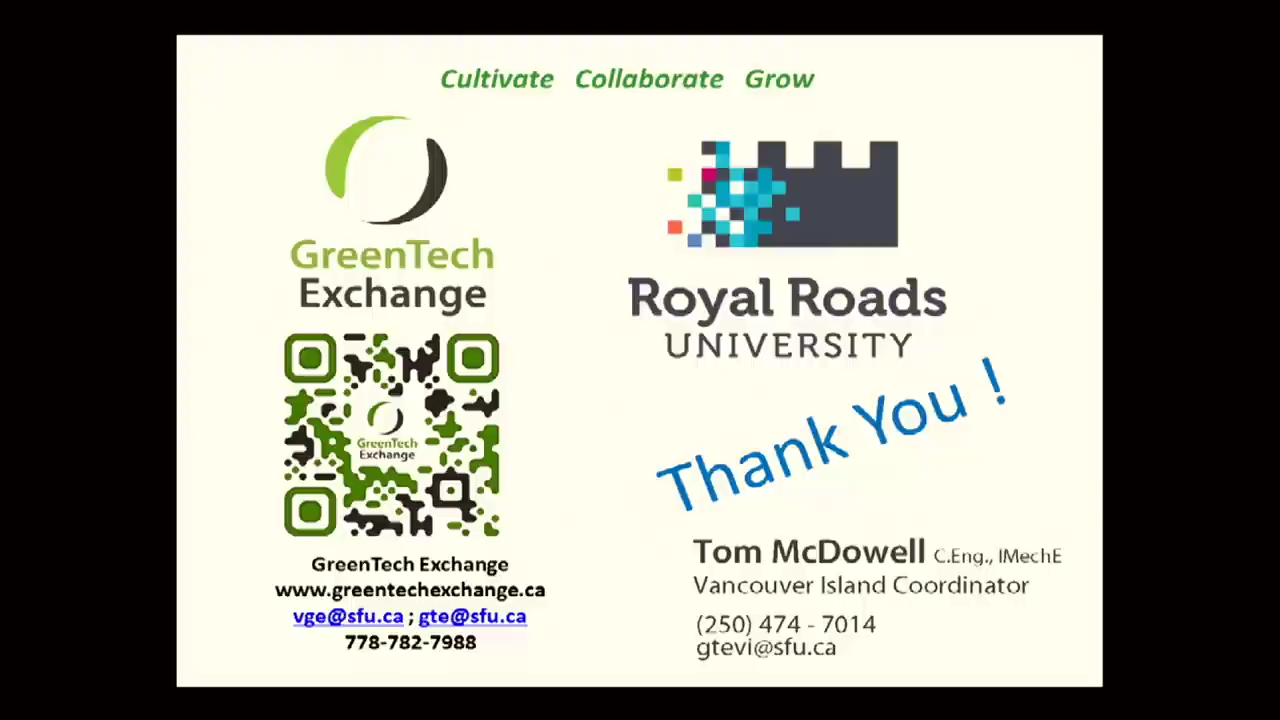 Cultivate Collaborate Grow
GreenTech
Exchange
GreenTech
Exchange
GreenTech Exchange
www.greentechexchange.ca
vge@sfu.ca ; gte@sfu.ca
778-782-7988
Royal Roads
UNIVERSITY
Thank You !
Tom McDowell C.Eng., IMechE
Vancouver Island Coordinator
(250) 474 - 7014
gtevi@sfu.ca